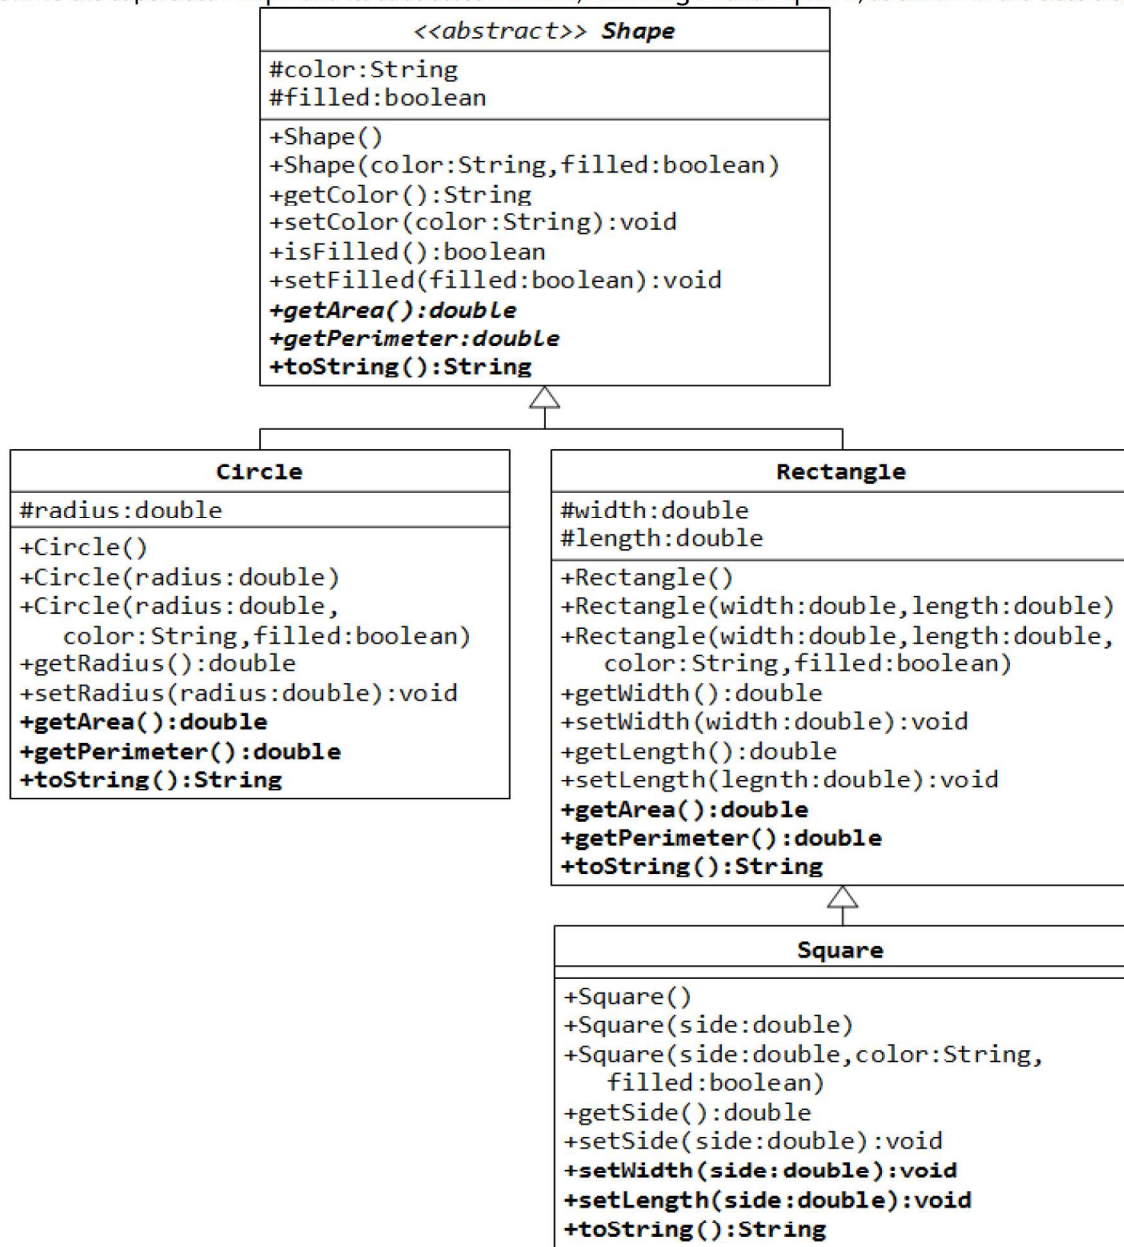 <<abstract>> Shape
#color:String
#filled:boolean
+Shape()
+Shape(color:String,filled:boolean)
+getColor():String
+setColor(color:String):void
+isFilled():boolean
+setFilled(filled:boolean):void
+getArea():double
+getPerimeter:double
+toString():String
Circle
#radius:double
+Circle()
+Circle(radius:double)
+Circle(radius:double,
color:String,filled:boolean)
+getRadius():double
+setRadius(radius:double):void
+getArea():double
+getPerimeter():double
+toString():String
Rectangle
#width:double
#length:double
+Rectangle()
+Rectangle(width:double,length:double)
+Rectangle(width:double,length:double,
color:String,filled:boolean)
+getWidth():double
+setWidth(width:double):void
+getLength():double
+setLength(legnth:double):void
+getArea():double
+getPerimeter():double
+toString():String
Square
+Square()
+Square(side:double)
+Square(side:double,color:String,
filled:boolean)
+getSide():double
+setSide(side:double):void
+setWidth(side:double):void
+setLength(side:double):void
+toString():String